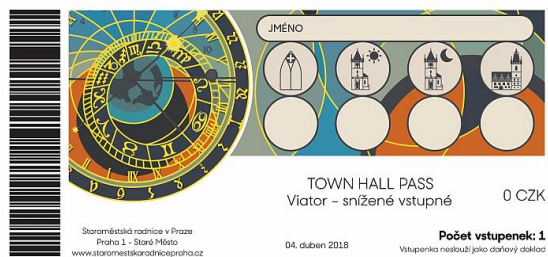 JMÉNO
TOWN HALL PASS
Viator - snížené vstupné
0 CZK
Staroměstská radnice v Praze
Praha 1 - Staré Město
www.staromestskaradnicepraha.cz
04. duben 2018
Počet vstupenek: 1
Vstupenka neslouží jako daňový doklad